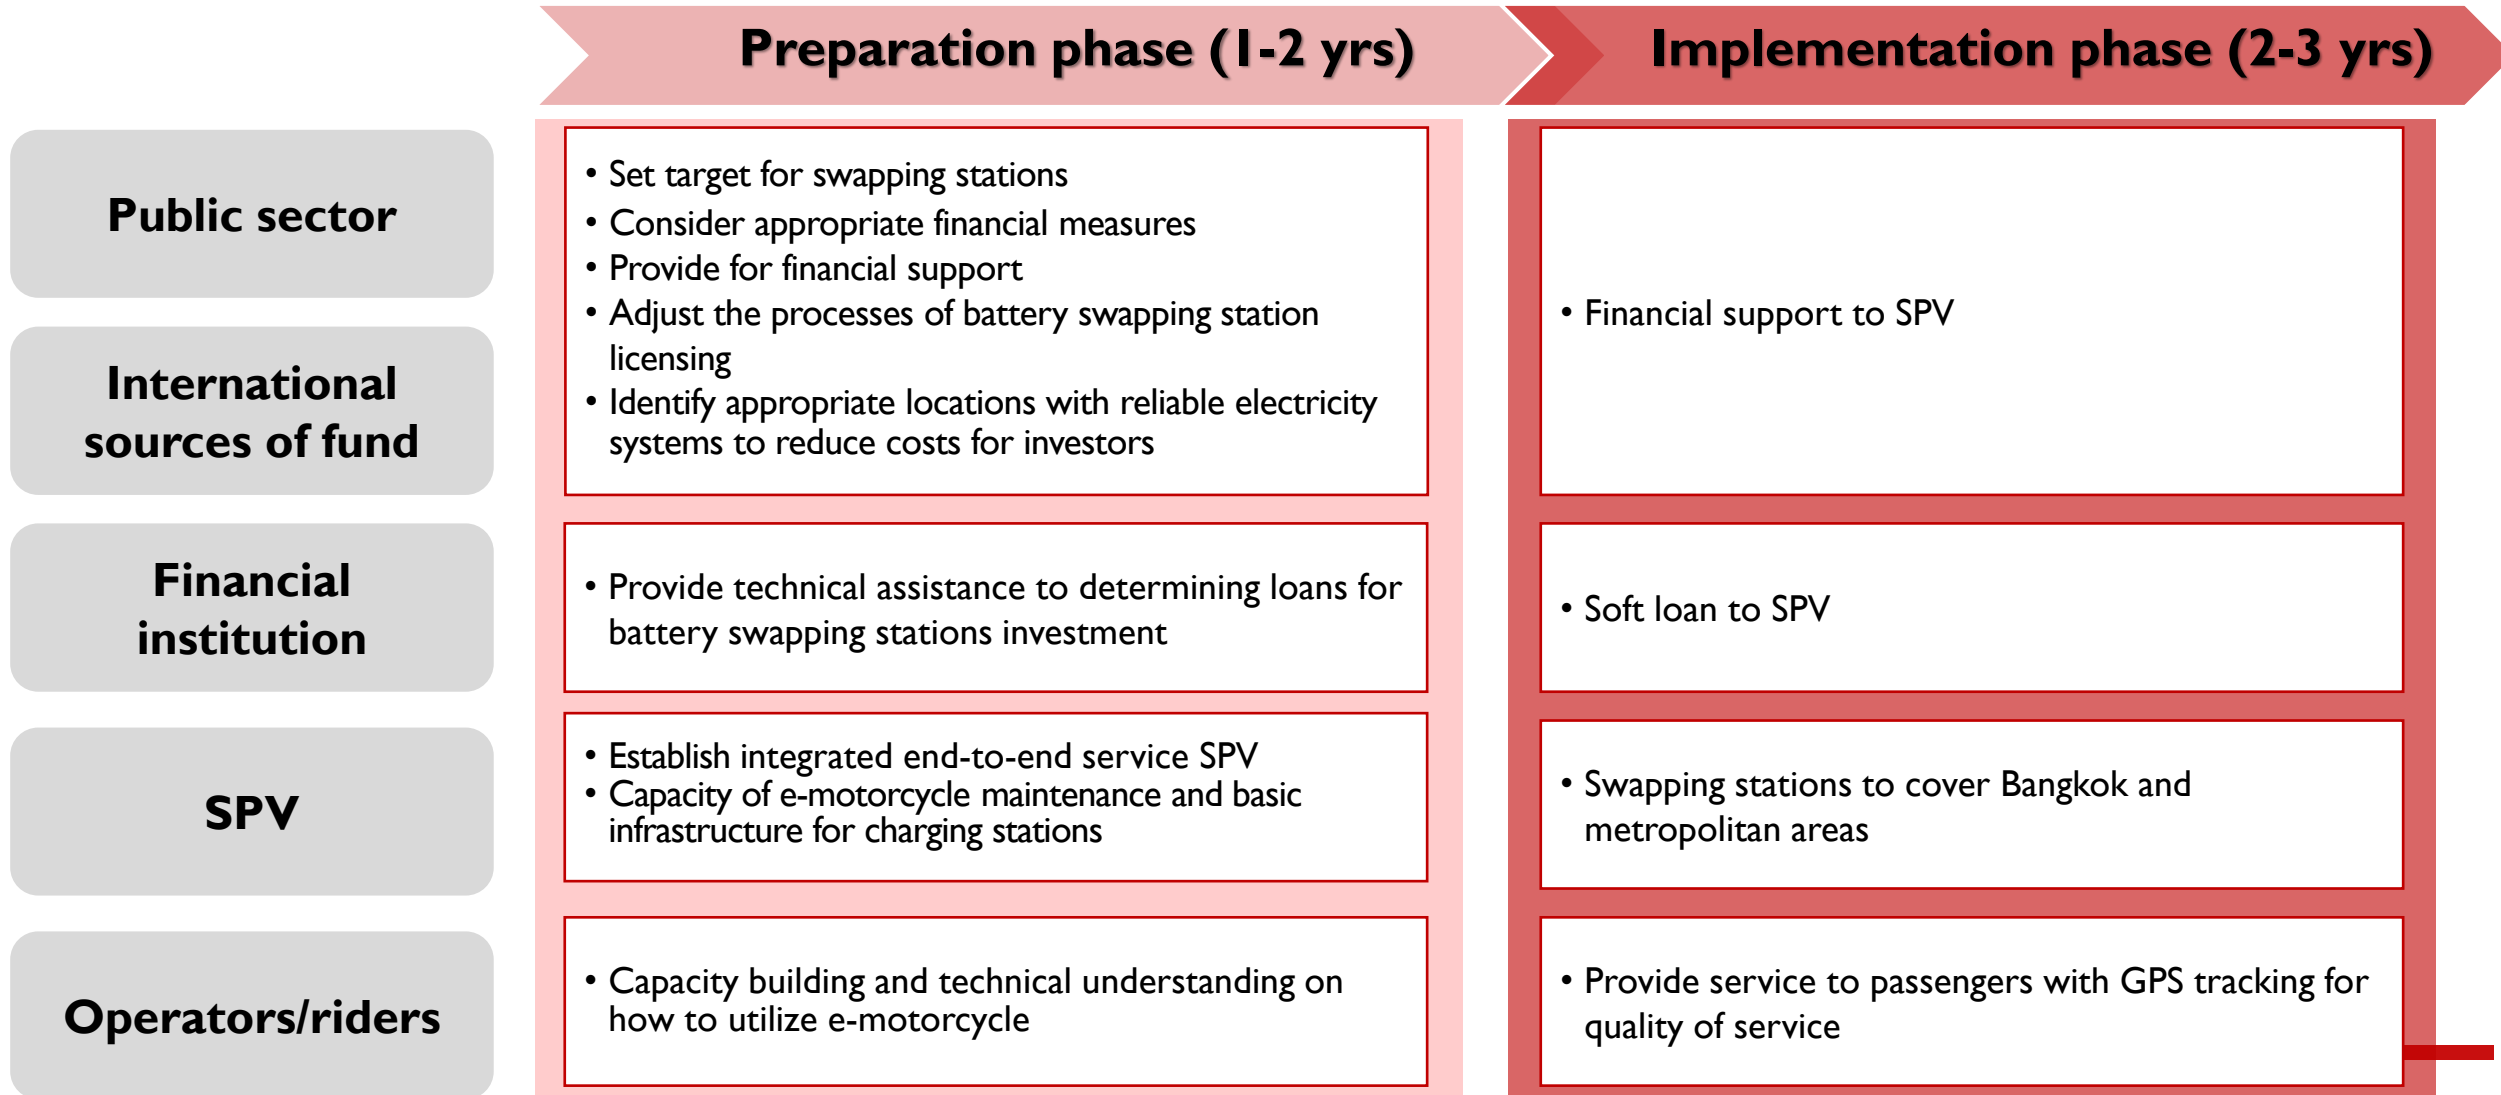 Preparation phase (1-2 yrs)
Implementation phase (2-3 yrs)
Public sector
International
sources of fund
• Set target for swapping stations
• Consider appropriate financial measures
• Provide for financial support
• Adjust the processes of battery swapping station
licensing
• Identify appropriate locations with reliable electricity
systems to reduce costs for investors
• Financial support to SPV
Financial
institution
• Provide technical assistance to determining loans for
battery swapping stations investment
• Soft loan to SPV
SPV
• Establish integrated end-to-end service SPV
• Capacity of e-motorcycle maintenance and basic
infrastructure for charging stations
• Swapping stations to cover Bangkok and
metropolitan areas
Operators/riders
• Capacity building and technical understanding on
how to utilize e-motorcycle
• Provide service to passengers with GPS tracking for
quality of service